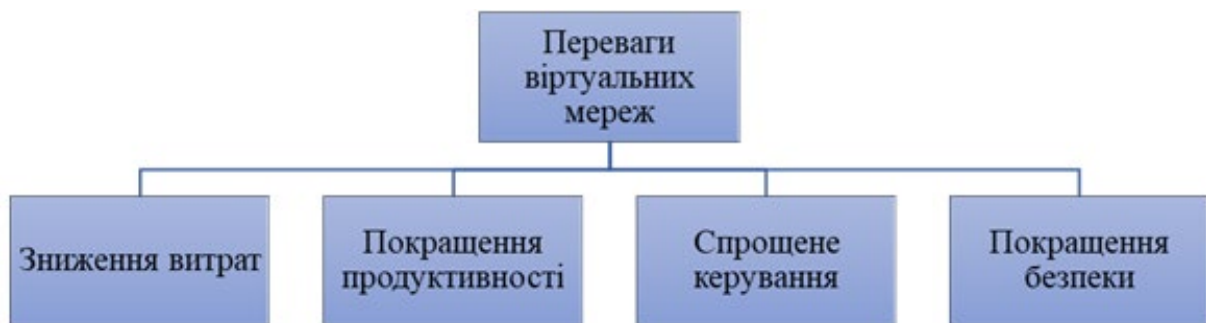 Переваги
віртуальних
мереж
Зниження витрат
Покращення
продуктивності
Спрощене
керування
Покращення
безпеки